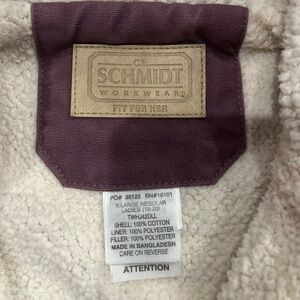 C.E.
SCHMIDT
WORKWEAR
FIT FOR HER
PO# 38123 RN#16101
X-LARGE REGULAR
LADIES (18-20)
TWHJ42DLL
SHELL: 100% COTTON
LINER: 100% POLYESTER
FILLER: 100% POLYESTER
MADE IN BANGLADESH
CARE ON REVERSE
ATTENTION